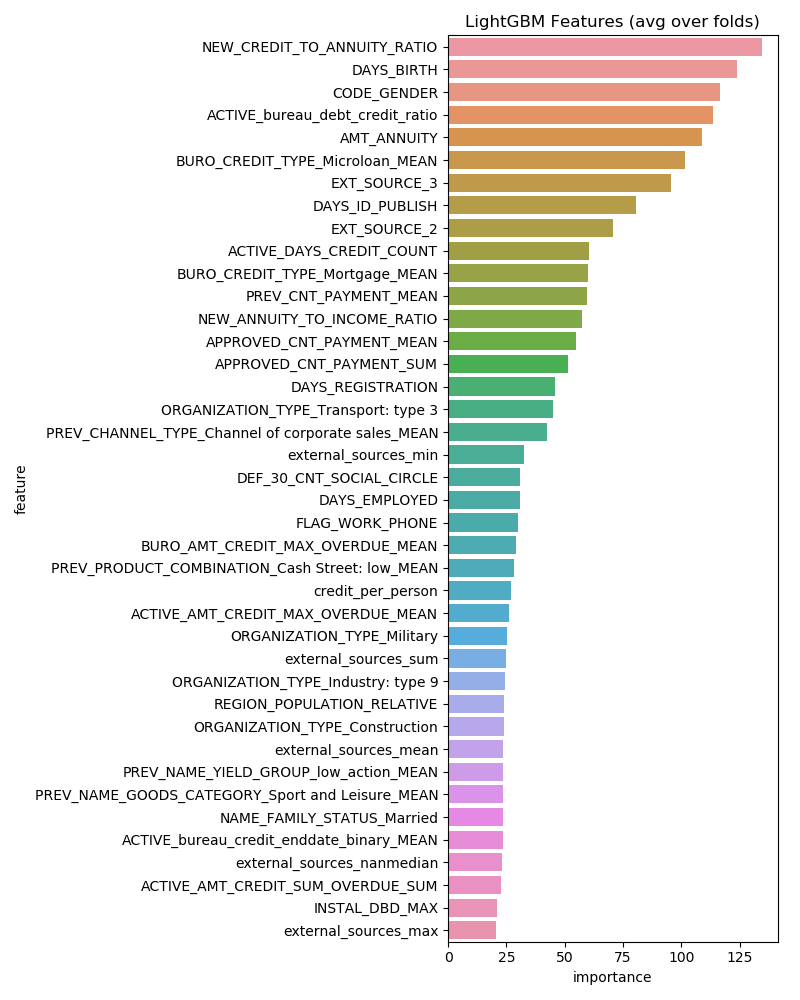 LightGBM Features (avg over folds)
NEW_CREDIT_TO_ANNUITY_RATIO
DAYS_BIRTH
CODE_GENDER
ACTIVE_bureau_debt_credit_ratio
AMT_ANNUITY
BURO_CREDIT_TYPE_Microloan_MEAN
EXT_SOURCE_3
DAYS_ID_PUBLISH
EXT_SOURCE_2
ACTIVE_DAYS_CREDIT_COUNT
BURO_CREDIT_TYPE_Mortgage_MEAN
PREV_CNT_PAYMENT_MEAN
NEW_ANNUITY_TO_INCOME_RATIO
APPROVED_CNT_PAYMENT_MEAN
APPROVED_CNT_PAYMENT_SUM
DAYS_REGISTRATION
ORGANIZATION_TYPE_Transport: type 3
PREV_CHANNEL_TYPE_Channel of corporate sales_MEAN
external_sources_min
DEF_30_CNT_SOCIAL_CIRCLE
DAYS_EMPLOYED
FLAG_WORK_PHONE
BURO_AMT_CREDIT_MAX_OVERDUE_MEAN
PREV_PRODUCT_COMBINATION_Cash Street: low_MEAN
credit_per_person
ACTIVE_AMT_CREDIT_MAX_OVERDUE_MEAN
ORGANIZATION_TYPE_Military
external_sources_sum
ORGANIZATION_TYPE_Industry: type 9
REGION_POPULATION_RELATIVE
ORGANIZATION_TYPE_Construction
external_sources_mean
PREV_NAME_YIELD_GROUP_low_action_MEAN
PREV_NAME_GOODS_CATEGORY_Sport and Leisure_MEAN
NAME_FAMILY_STATUS_Married
ACTIVE_bureau_credit_enddate_binary_MEAN
external_sources_nanmedian
ACTIVE_AMT_CREDIT_SUM_OVERDUE_SUM
INSTAL_DBD_MAX
external_sources_max
feature
0 25 50 75 100 125
importance